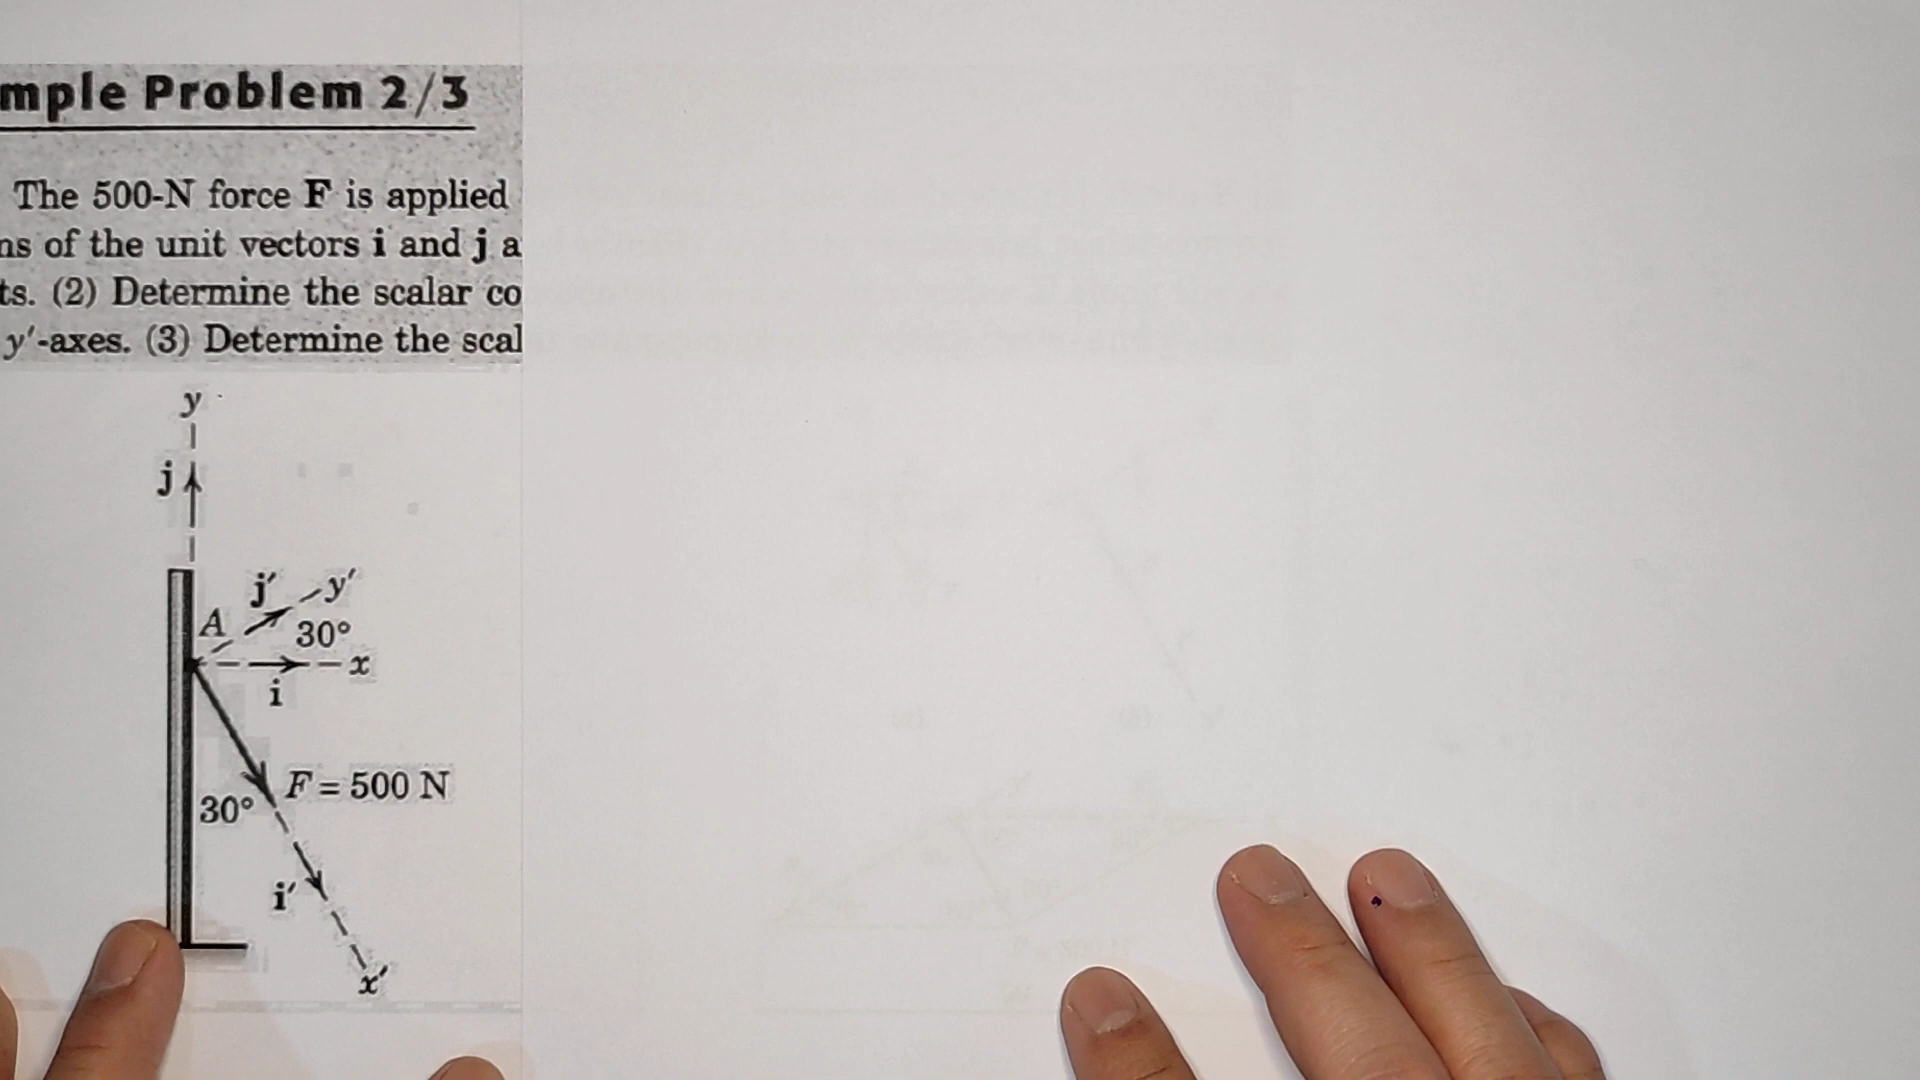 mple Problem 2/3
The 500-N force F is applied
ns of the unit vectors i and j a
ts. (2) Determine the scalar co
y′-axes. (3) Determine the scal
y
j
j′ y′
A 30°
x
i
F = 500 N
30°
i′
x′